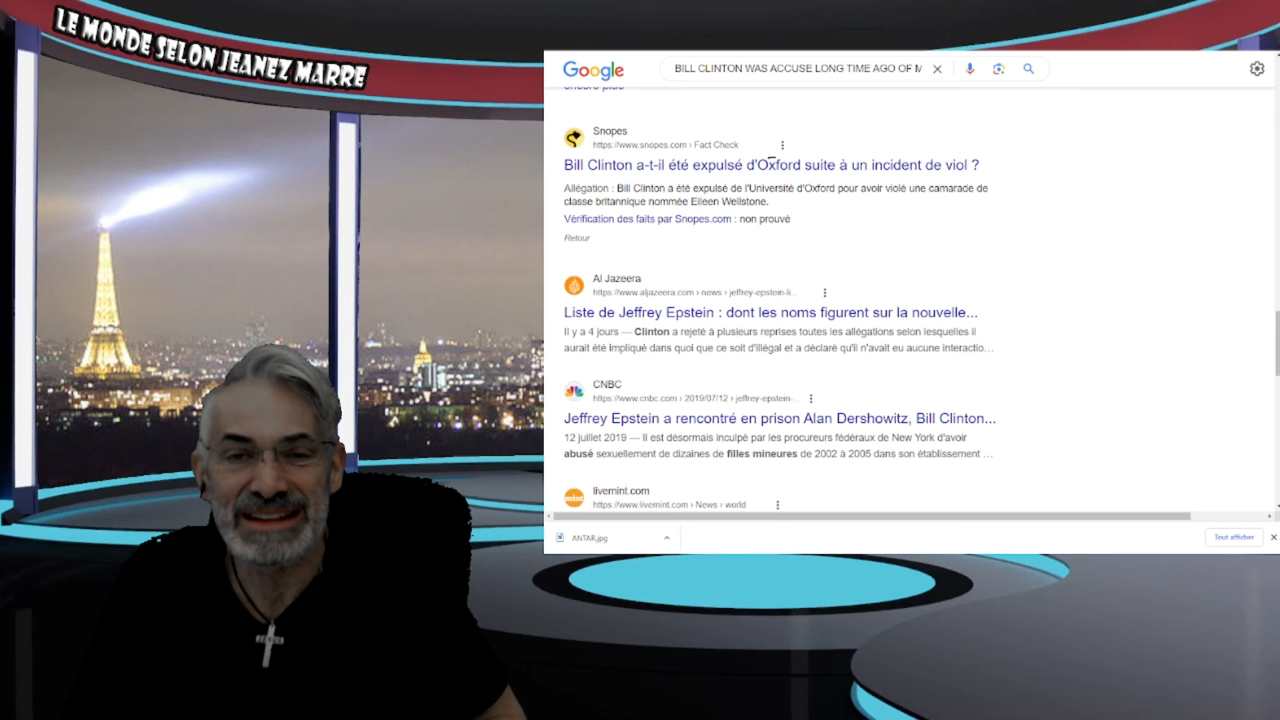 LE MONDE SELON JEANEZ MARRE
Google
BILL CLINTON WAS ACCUSE LONG TIME AGO OF M
encore plus
Snopes
https://www.snopes.com › Fact Check
Bill Clinton a-t-il été expulsé d'Oxford suite à un incident de viol ?
Allégation : Bill Clinton a été expulsé de l'Université d'Oxford pour avoir violé une camarade de
classe britannique nommée Eileen Wellstone.
Vérification des faits par Snopes.com : non prouvé
Retour
Al Jazeera
https://www.aljazeera.com › news › jeffrey-epstein-li...
Liste de Jeffrey Epstein : dont les noms figurent sur la nouvelle...
Il y a 4 jours — Clinton a rejeté à plusieurs reprises toutes les allégations selon lesquelles il
aurait été impliqué dans quoi que ce soit d'illégal et a déclaré qu'il n'avait eu aucune interactio…
CNBC
https://www.cnbc.com › 2019/07/12 › jeffrey-epstein-...
Jeffrey Epstein a rencontré en prison Alan Dershowitz, Bill Clinton...
12 juillet 2019 — Il est désormais inculpé par les procureurs fédéraux de New York d'avoir
abusé sexuellement de dizaines de filles mineures de 2002 à 2005 dans son établissement …
mint
livemint.com
https://www.livemint.com › News › world
ANTAR.jpg
Tout afficher